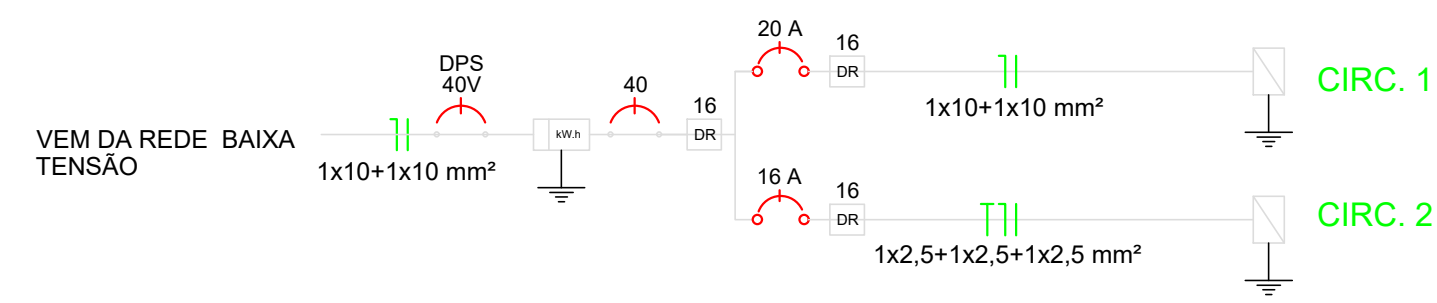 DPS
40V
VEM DA REDE BAIXA
TENSÃO
1x10+1x10 mm²
kW.h
40
16
DR
20 A
16
DR
1x10+1x10 mm²
CIRC. 1
16 A
16
DR
1x2,5+1x2,5+1x2,5 mm²
CIRC. 2